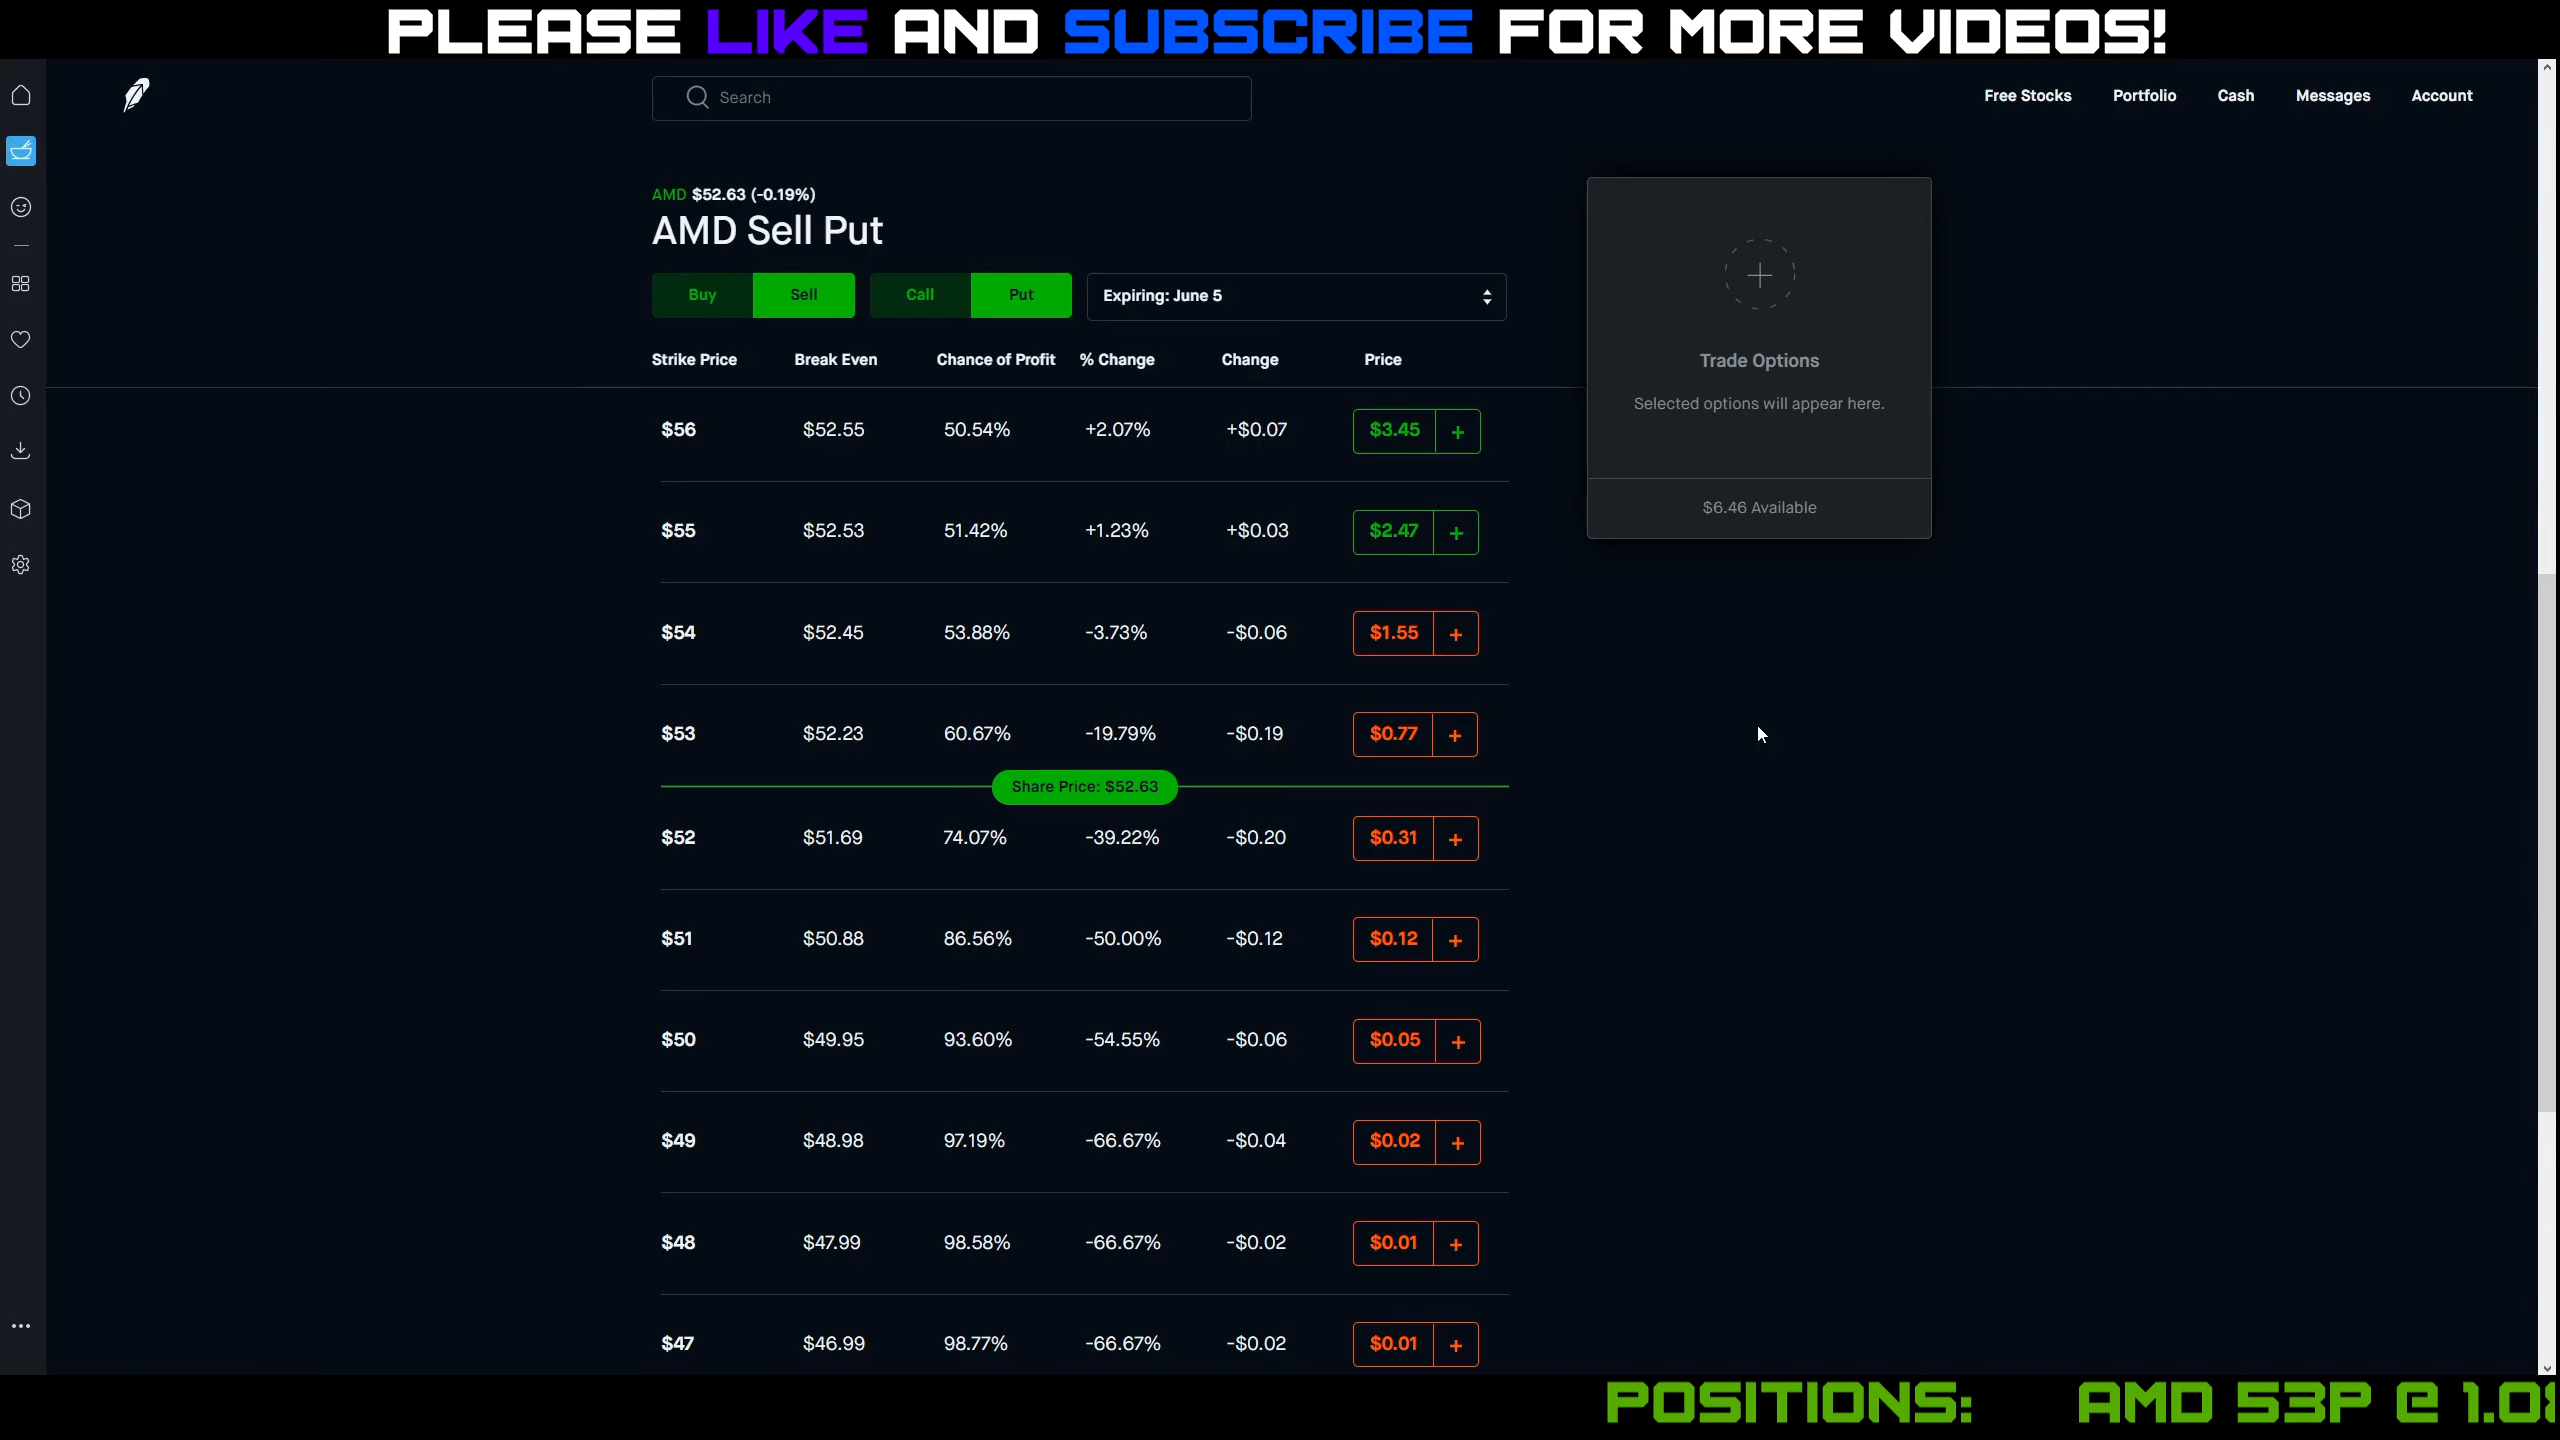 PLEASE LIKE AND SUBSCRIBE FOR MORE VIDEOS!
Search
Free Stocks Portfolio Cash Messages Account
AMD $52.63 (-0.19%)
AMD Sell Put
Buy Sell Call Put Expiring: June 5
Strike Price Break Even Chance of Profit % Change Change Price
$56 $52.55 50.54% +2.07% +$0.07 $3.45 +
$55 $52.53 51.42% +1.23% +$0.03 $2.47 +
$54 $52.45 53.88% -3.73% -$0.06 $1.55 +
$53 $52.23 60.67% -19.79% -$0.19 $0.77 +
Share Price: $52.63
$52 $51.69 74.07% -39.22% -$0.20 $0.31 +
$51 $50.88 86.56% -50.00% -$0.12 $0.12 +
$50 $49.95 93.60% -54.55% -$0.06 $0.05 +
$49 $48.98 97.19% -66.67% -$0.04 $0.02 +
$48 $47.99 98.58% -66.67% -$0.02 $0.01 +
$47 $46.99 98.77% -66.67% -$0.02 $0.01 +
Trade Options
Selected options will appear here.
$6.46 Available
POSITIONS: AMD 53P @